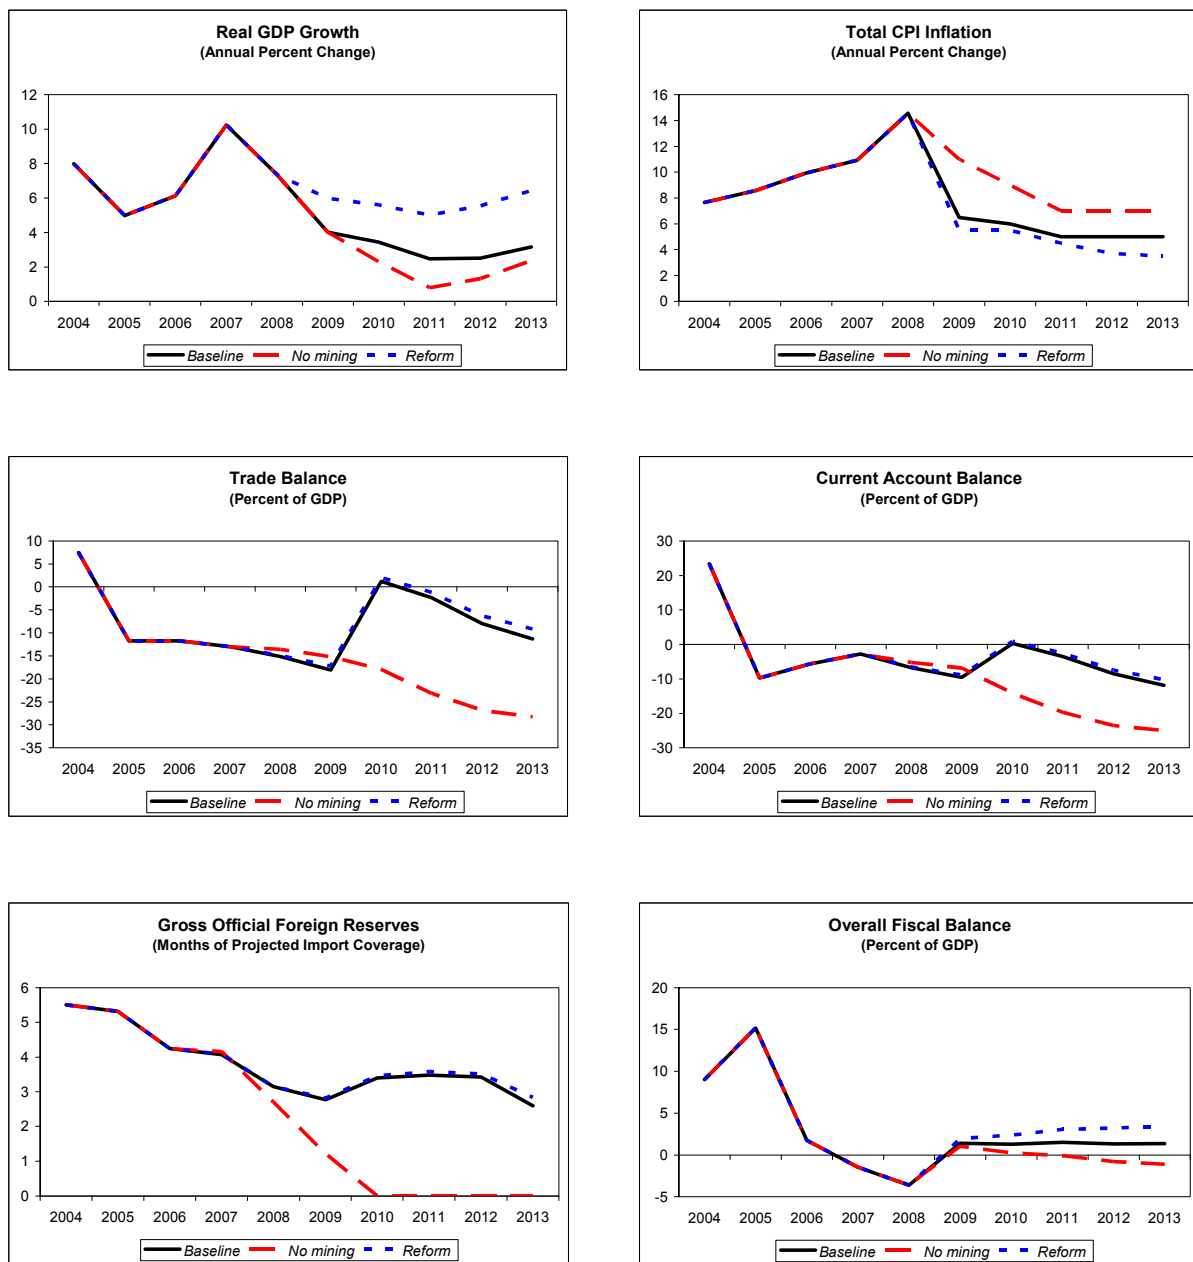 Real GDP Growth
(Annual Percent Change)
12
10
8
6
4
2
0
2004 2005 2006 2007 2008 2009 2010 2011 2012 2013
Baseline No mining Reform
Total CPI Inflation
(Annual Percent Change)
16
14
12
10
8
6
4
2
0
2004 2005 2006 2007 2008 2009 2010 2011 2012 2013
Baseline No mining Reform
Trade Balance
(Percent of GDP)
10
5
0
-5
-10
-15
-20
-25
-30
-35
2004 2005 2006 2007 2008 2009 2010 2011 2012 2013
Baseline No mining Reform
Current Account Balance
(Percent of GDP)
30
20
10
0
-10
-20
-30
2004 2005 2006 2007 2008 2009 2010 2011 2012 2013
Baseline No mining Reform
Gross Official Foreign Reserves
(Months of Projected Import Coverage)
6
5
4
3
2
1
0
2004 2005 2006 2007 2008 2009 2010 2011 2012 2013
Baseline No mining Reform
Overall Fiscal Balance
(Percent of GDP)
20
15
10
5
0
-5
2004 2005 2006 2007 2008 2009 2010 2011 2012 2013
Baseline No mining Reform